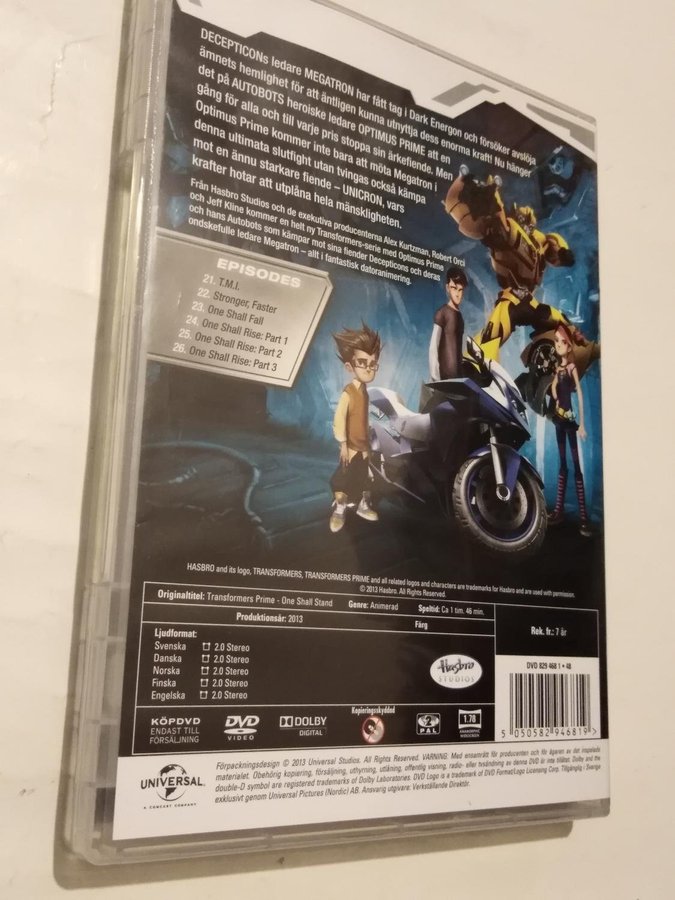 DECEPTICONs ledare MEGATRON har fått tag i Dark Energon och försöker avslöja
ämnets hemlighet för att äntligen kunna utnyttja dess enorma kraft! Nu hänger
det på AUTOBOTS heroiske ledare OPTIMUS PRIME att en
gång för alla och till varje pris stoppa sin ärkefiende. Men
Optimus Prime kommer inte bara att möta Megatron i
denna ultimata slutfight utan tvingas också kämpa
mot en ännu starkare fiende – UNICRON, vars
krafter hotar att utplåna hela mänskligheten.
Från Hasbro Studios och de exekutiva producenterna Alex Kurtzman, Robert Orci
och Jeff Kline kommer en helt ny Transformers-serie med Optimus Prime
och hans Autobots som kämpar mot sina fiender Decepticons och deras
ondskefulle ledare Megatron – allt i fantastisk datoranimering.
EPISODES
21. T.M.I.
22. Stronger, Faster
23. One Shall Fall
24. One Shall Rise: Part 1
25. One Shall Rise: Part 2
26. One Shall Rise: Part 3
HASBRO and its logo, TRANSFORMERS, TRANSFORMERS PRIME and all related logos and characters are trademarks for Hasbro and are used with permission.
© 2013 Hasbro. All Rights Reserved.
Originaltitel: Transformers Prime - One Shall Stand Genre: Animerad Speltid: Ca 1 tim. 46 min.
Produktionsår: 2013 Färg
Rek. fr.: 7 år
Ljudformat:
Svenska 2.0 Stereo
Danska 2.0 Stereo
Norska 2.0 Stereo
Finska 2.0 Stereo
Engelska 2.0 Stereo
Hasbro
STUDIOS
DVD 829 468 1 • 48
5 050582 946819 >
KÖPDVD
ENDAST TILL
FÖRSÄLJNING
DVD
VIDEO
DOLBY
DIGITAL
Kopieringsskyddad
2
PAL
1.78
ANAMORPHIC
WIDESCREEN
UNIVERSAL
A COMCAST COMPANY
Förpackningsdesign © 2013 Universal Studios. All Rights Reserved. VARNING: Med ensamrätt för producenten och för ägaren av det inspelade
materialet. Obehörig kopiering, försäljning, uthyrning, utlåning, offentlig visning, radio- eller tvsändning av denna DVD är inte tillåtet. Dolby and the
double-D symbol are registered trademarks of Dolby Laboratories. DVD Logo is a trademark of DVD Format/Logo Licensing Corp. Tillgänglig i Sverige
exklusivt genom Universal Pictures (Nordic) AB. Ansvarig utgivare: Verkställande Direktör.